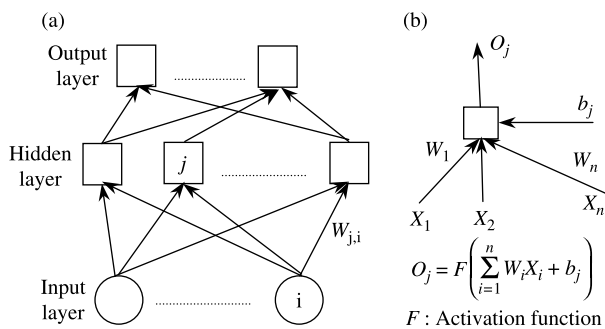 (a)
Output layer
Hidden layer
j
W_{j,i}
Input layer
i
(b)
O_j
b_j
W_1
W_n
X_1
X_2
X_n
O_j = F(\sum_{i=1}^{n} W_i X_i + b_j)
F : Activation function